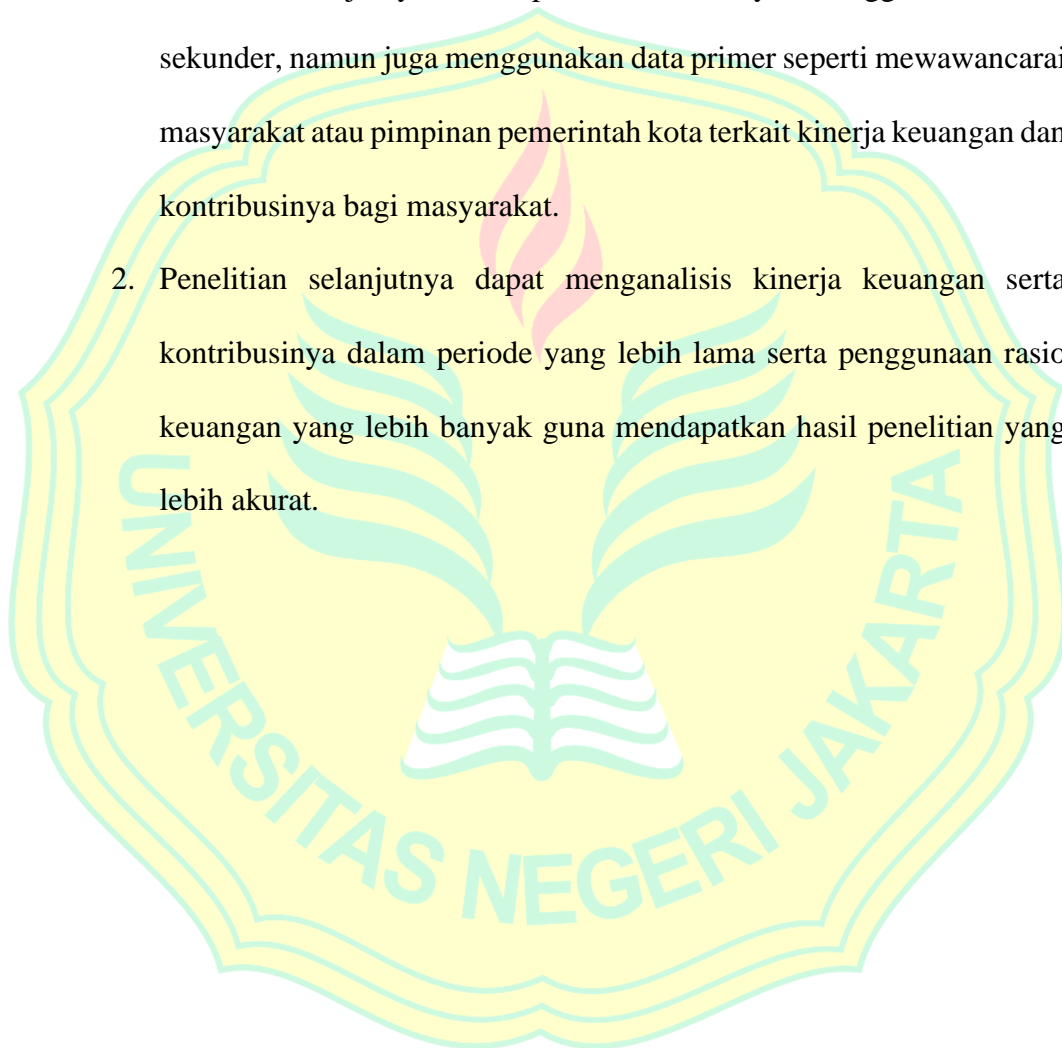 sekunder, namun juga menggunakan data primer seperti mewawancarai
masyarakat atau pimpinan pemerintah kota terkait kinerja keuangan dan
kontribusinya bagi masyarakat.
2. Penelitian selanjutnya dapat menganalisis kinerja keuangan serta
kontribusinya dalam periode yang lebih lama serta penggunaan rasio
keuangan yang lebih banyak guna mendapatkan hasil penelitian yang
lebih akurat.
UNIVERSITAS NEGERI JAKARTA